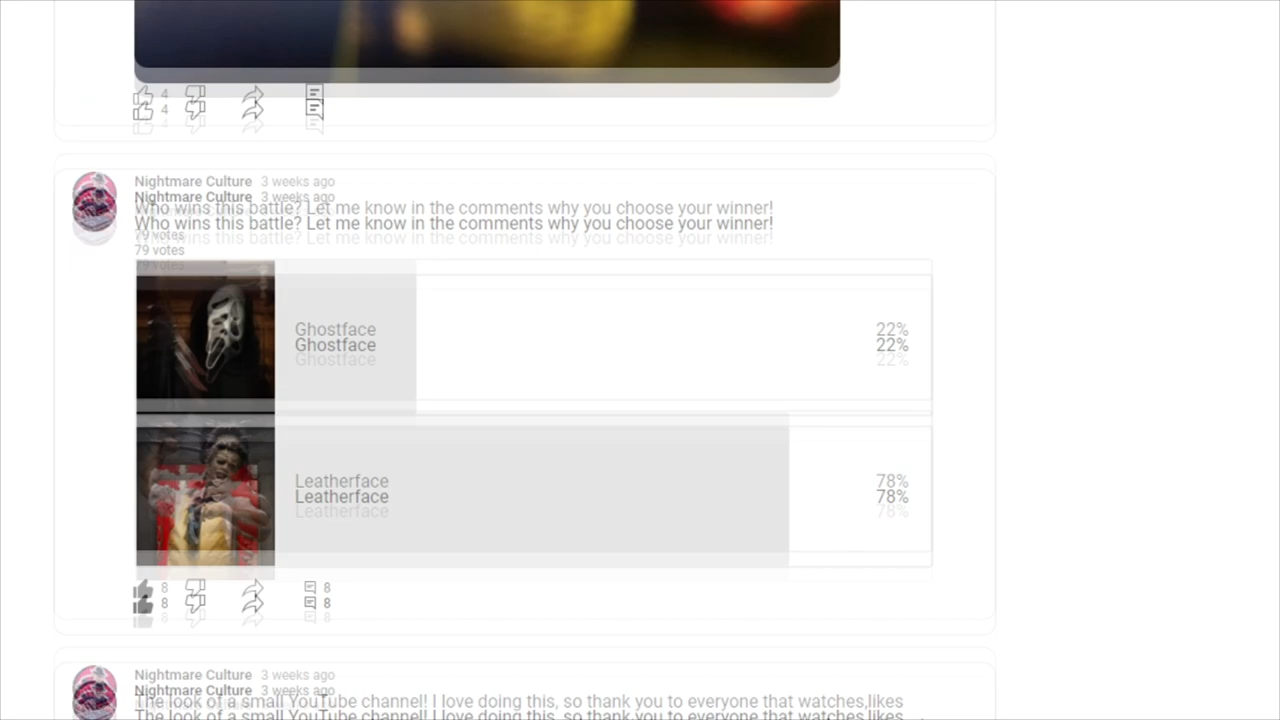 4
Nightmare Culture 3 weeks ago
Who wins this battle? Let me know in the comments why you choose your winner!
79 votes
Ghostface 22%
Leatherface 78%
8 8
Nightmare Culture 3 weeks ago
The look of a small YouTube channel! I love doing this, so thank you to everyone that watches,likes